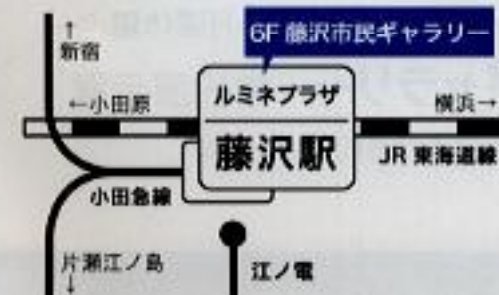 6F 藤沢市民ギャラリー
↑
新宿
←小田原
ルミネプラザ
横浜→
藤沢駅
JR 東海道線
小田急線
片瀬江ノ島
↓
江ノ電